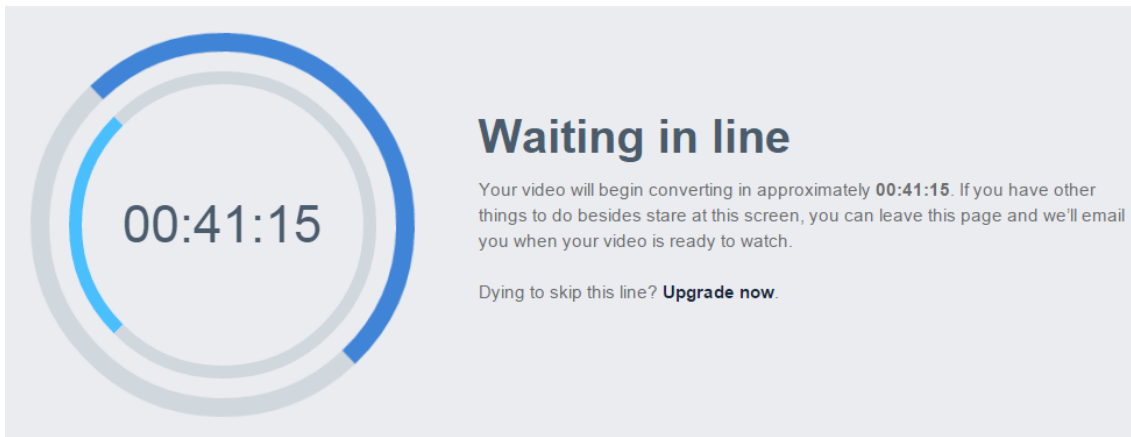 00:41:15
Waiting in line
Your video will begin converting in approximately 00:41:15. If you have other
things to do besides stare at this screen, you can leave this page and we'll email
you when your video is ready to watch.
Dying to skip this line? Upgrade now.